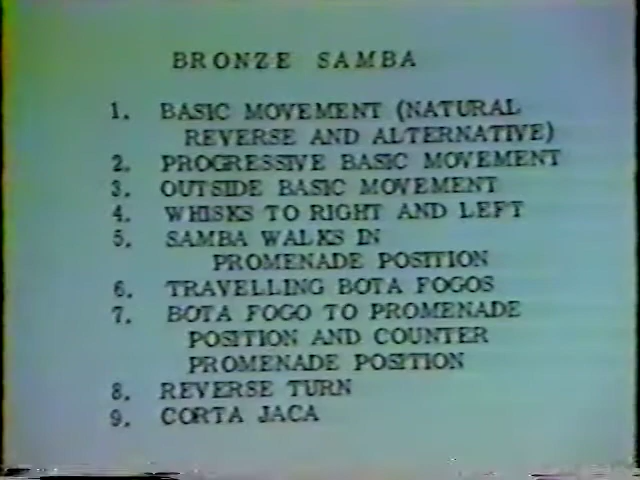 BRONZE SAMBA
1. BASIC MOVEMENT (NATURAL
REVERSE AND ALTERNATIVE)
2. PROGRESSIVE BASIC MOVEMENT
3. OUTSIDE BASIC MOVEMENT
4. WHISKS TO RIGHT AND LEFT
5. SAMBA WALKS IN
PROMENADE POSITION
6. TRAVELLING BOTA FOGOS
7. BOTA FOGO TO PROMENADE
POSITION AND COUNTER
PROMENADE POSITION
8. REVERSE TURN
9. CORTA JACA